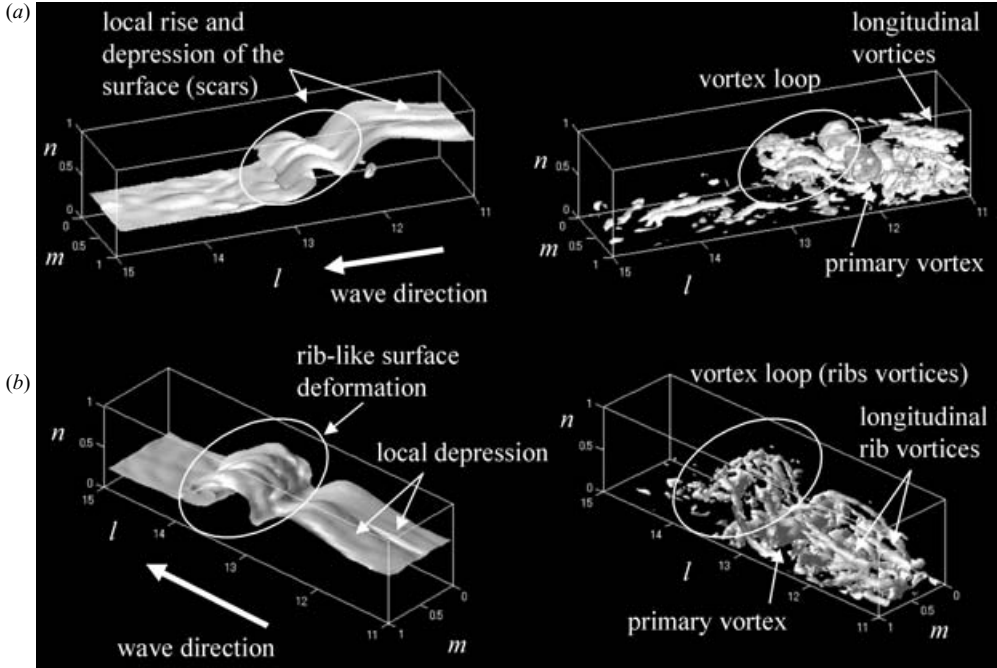 (a)
local rise and
depression of the
surface (scars)
1
n
0.5
0
m 0.5
1
15
14
13
12
11
l
wave direction
longitudinal
vortices
vortex loop
1
n
0.5
0
m 0.5
1
15
14
13
12
11
l
primary vortex
(b)
rib-like surface
deformation
local depression
1
n
0.5
0
15
l
14
13
12
11
1
0.5
0
m
wave direction
vortex loop (ribs vortices)
longitudinal
rib vortices
1
n
0.5
0
15
14
l
13
12
11
1
0.5
0
m
primary vortex